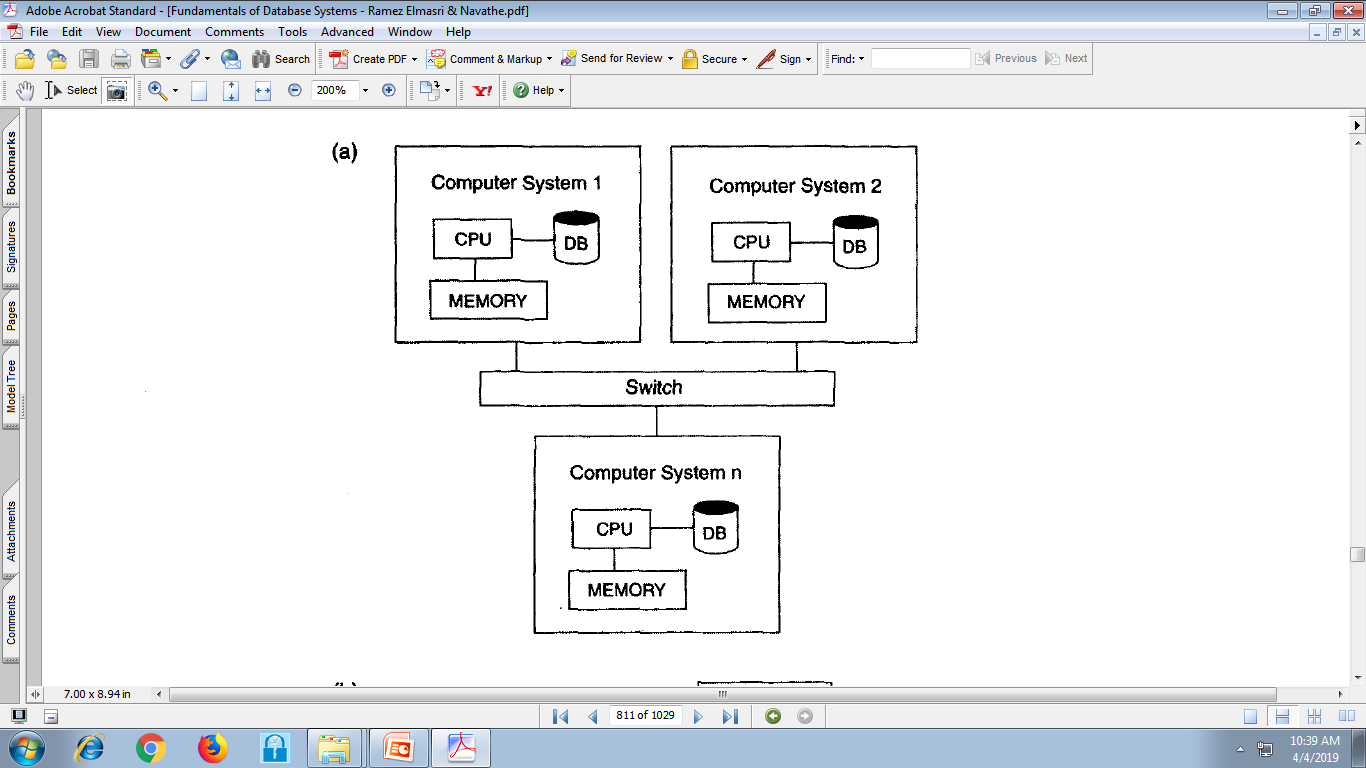 Adobe Acrobat Standard - [Fundamentals of Database Systems - Ramez Elmasri & Navathe.pdf]
File Edit View Document Comments Tools Advanced Window Help
Search Create PDF Comment & Markup Send for Review Secure Sign Find: Previous Next
Select 200% Y! Help
Bookmarks
Signatures
Pages
Model Tree
Attachments
Comments
(a)
Computer System 1
CPU
DB
MEMORY
Computer System 2
CPU
DB
MEMORY
Switch
Computer System n
CPU
DB
MEMORY
7.00 x 8.94 in
811 of 1029
10:39 AM
4/4/2019